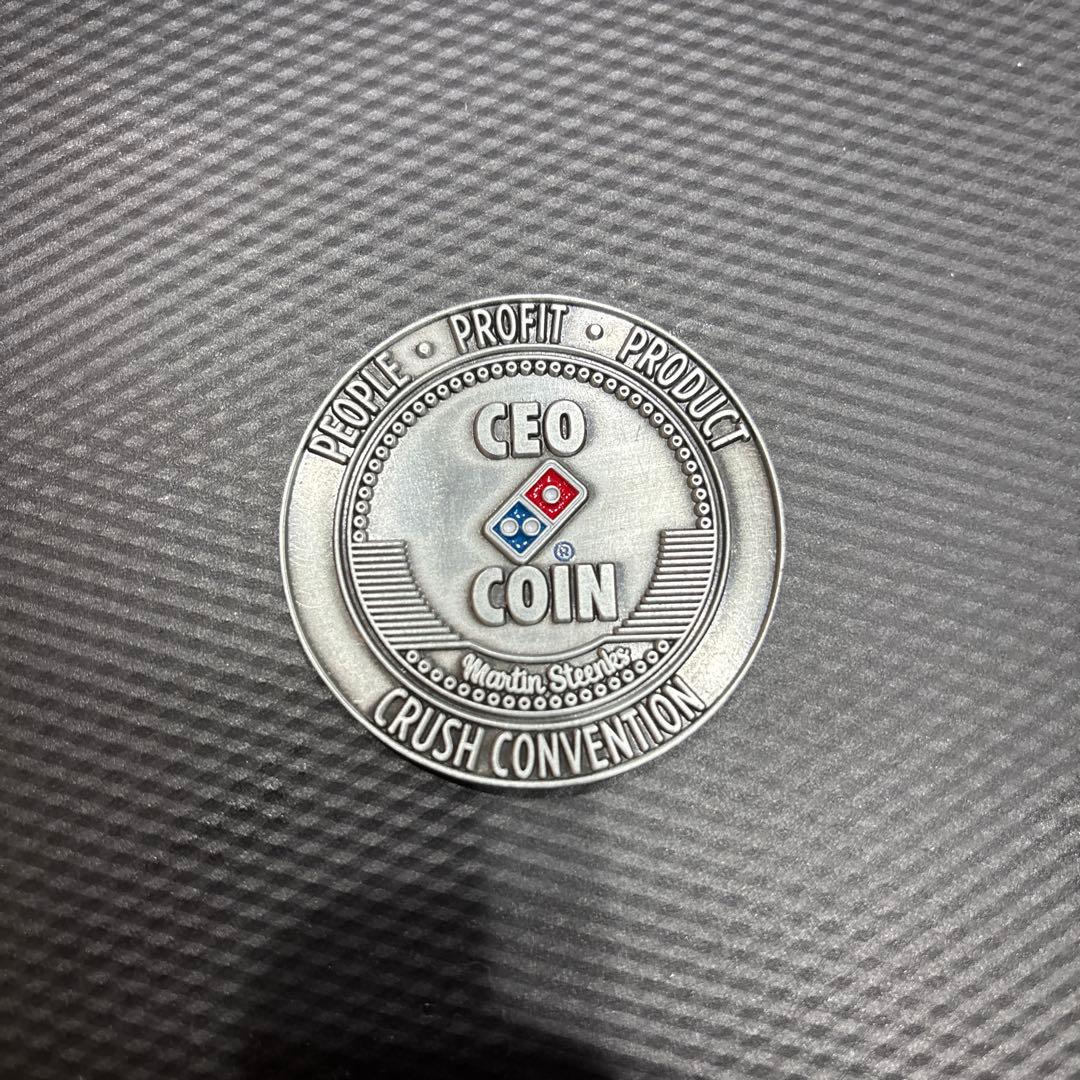 PEOPLE • PROFIT • PRODUCT
CEO
®
COIN
Martin Steenks
CRUSH CONVENTION